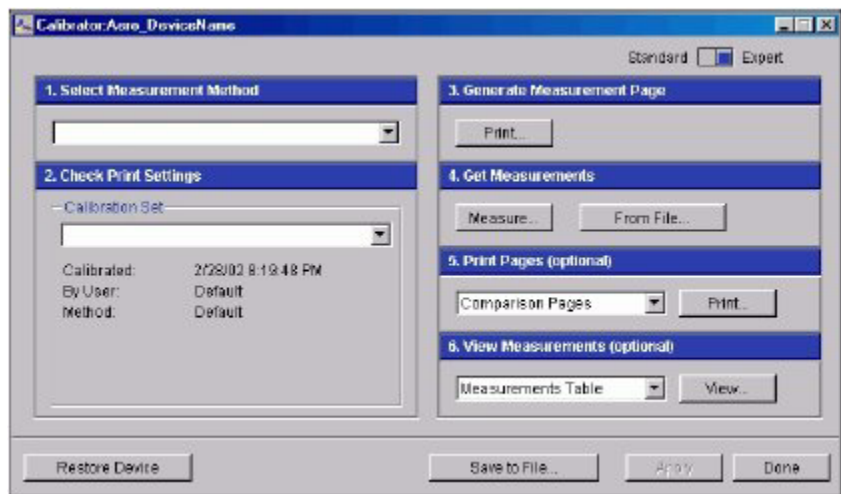 Calibrator:Aero_DeviceName
Standard Expert
1. Select Measurement Method
2. Check Print Settings
Calibration Set
Calibrated: 2/28/02 8:19:48 PM
By User: Default
Method: Default
3. Generate Measurement Page
Print...
4. Get Measurements
Measure... From File...
5. Print Pages (optional)
Comparison Pages Print...
6. View Measurements (optional)
Measurements Table View...
Restore Device Save to File... Apply Done